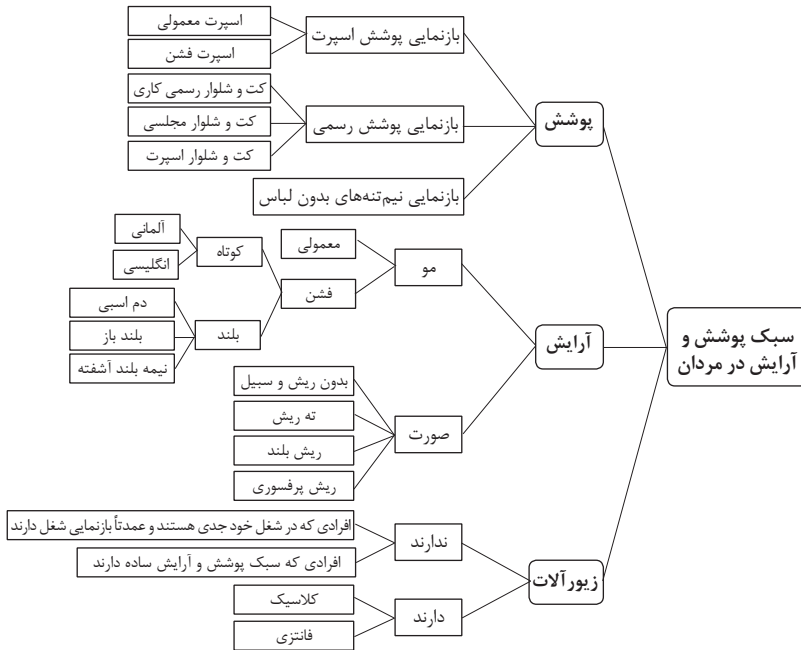 سبک پوشش و
آرایش در مردان
پوشش
بازنمایی پوشش اسپرت
اسپرت معمولی
اسپرت فشن
بازنمایی پوشش رسمی
کت و شلوار رسمی کاری
کت و شلوار مجلسی
کت و شلوار اسپرت
بازنمایی نیم‌تنه‌های بدون لباس
آرایش
مو
معمولی
فشن
کوتاه
آلمانی
انگلیسی
بلند
دم اسبی
بلند باز
نیمه بلند آشفته
صورت
بدون ریش و سبیل
ته ریش
ریش بلند
ریش پرفسوری
زیورآلات
ندارند
افرادی که در شغل خود جدی هستند و عمدتاً بازنمایی شغل دارند
افرادی که سبک پوشش و آرایش ساده دارند
دارند
کلاسیک
فانتزی